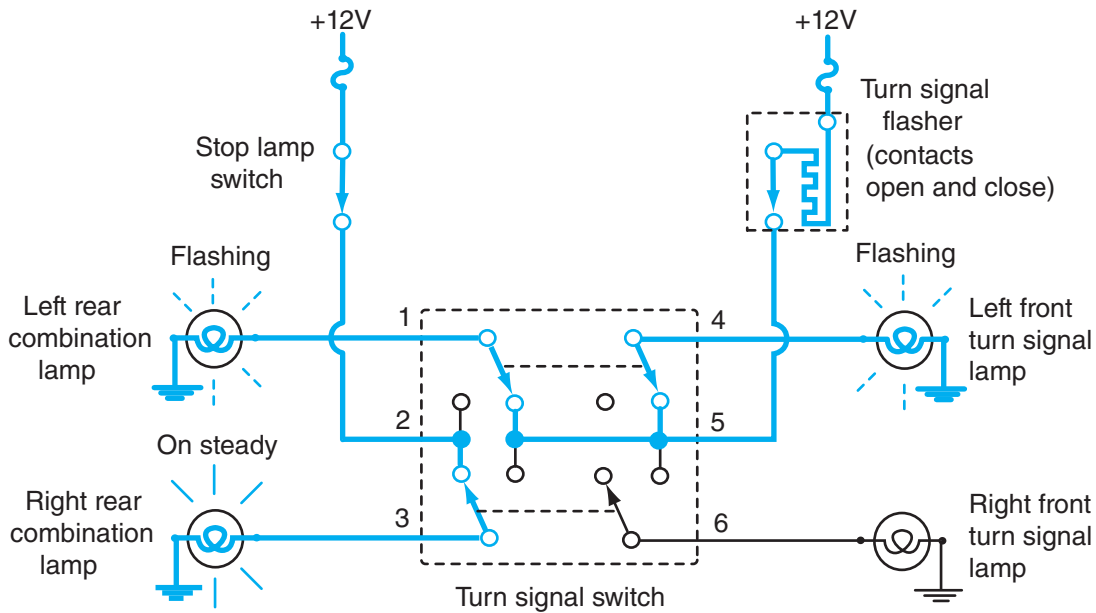 +12V
+12V
Turn signal
flasher
(contacts
open and close)
Stop lamp
switch
Flashing
Flashing
Left rear
combination
lamp
1
4
Left front
turn signal
lamp
2
5
On steady
Right rear
combination
lamp
3
6
Right front
turn signal
lamp
Turn signal switch